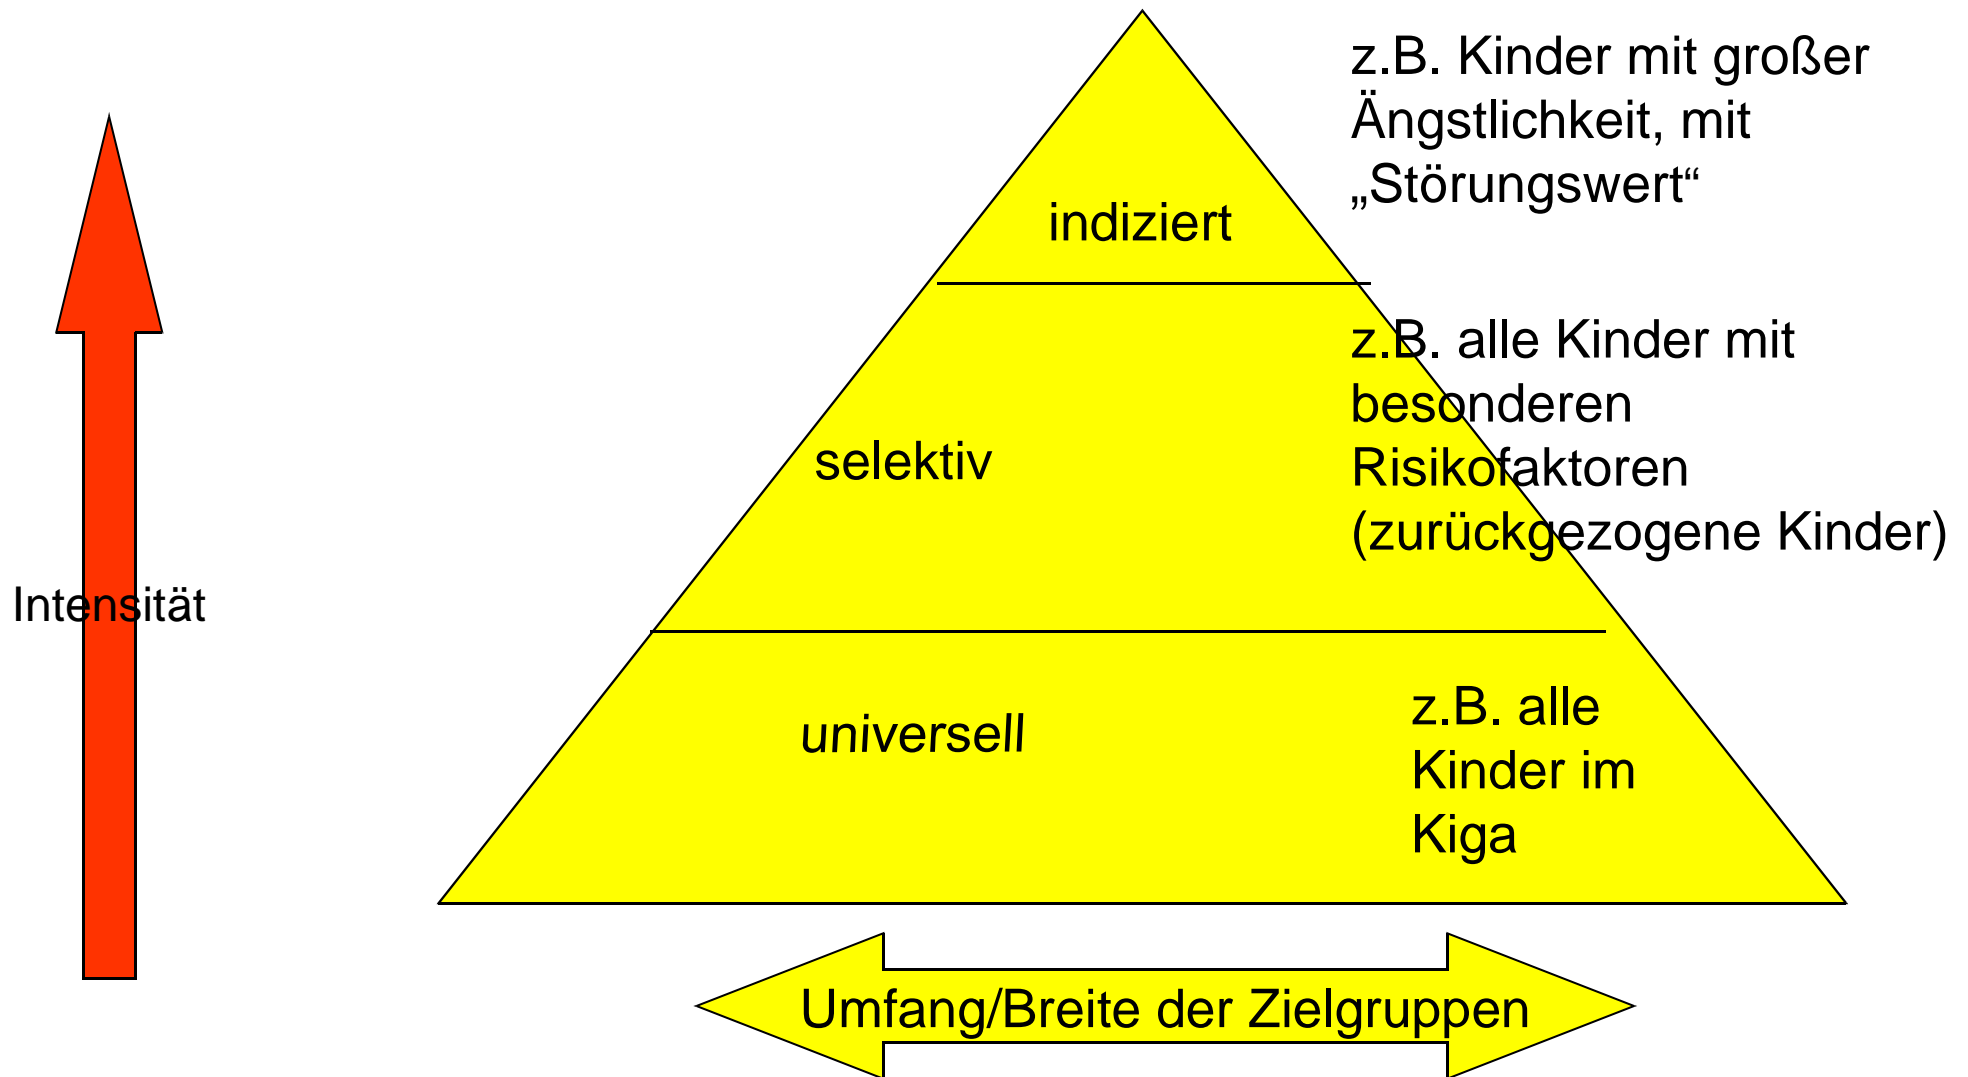 z.B. Kinder mit großer
Ängstlichkeit, mit
„Störungswert“
indiziert
z.B. alle Kinder mit
besonderen
Risikofaktoren
(zurückgezogene Kinder)
selektiv
Intensität
universell
z.B. alle
Kinder im
Kiga
Umfang/Breite der Zielgruppen